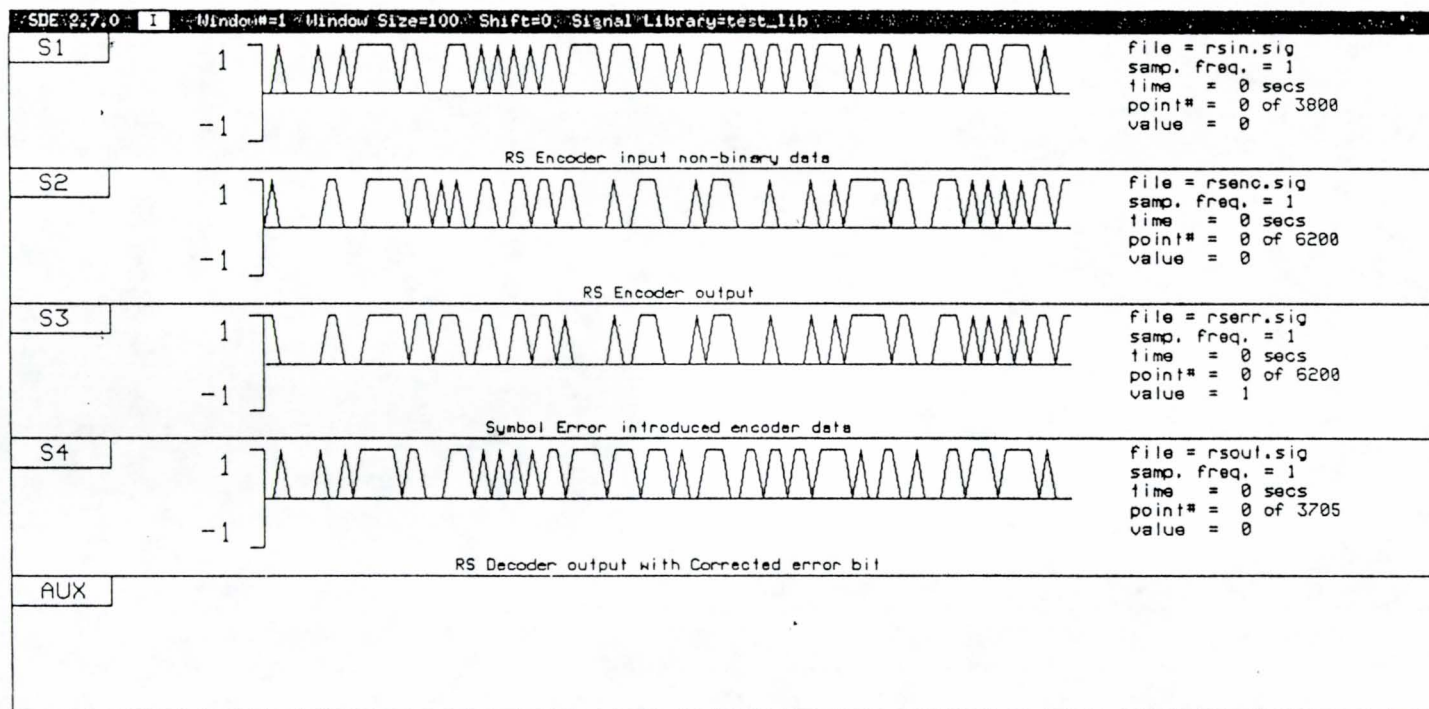 SDE 2.7.0 I Window#=1 Window Size=100 Shift=0 Signal Library=test_lib
S1
1
-1
file = rsin.sig
samp. freq. = 1
time = 0 secs
point# = 0 of 3800
value = 0
RS Encoder input non-binary data
S2
1
-1
file = rsenc.sig
samp. freq. = 1
time = 0 secs
point# = 0 of 6200
value = 0
RS Encoder output
S3
1
-1
file = rserr.sig
samp. freq. = 1
time = 0 secs
point# = 0 of 6200
value = 1
Symbol Error introduced encoder data
S4
1
-1
file = rsout.sig
samp. freq. = 1
time = 0 secs
point# = 0 of 3705
value = 0
RS Decoder output with Corrected error bit
AUX